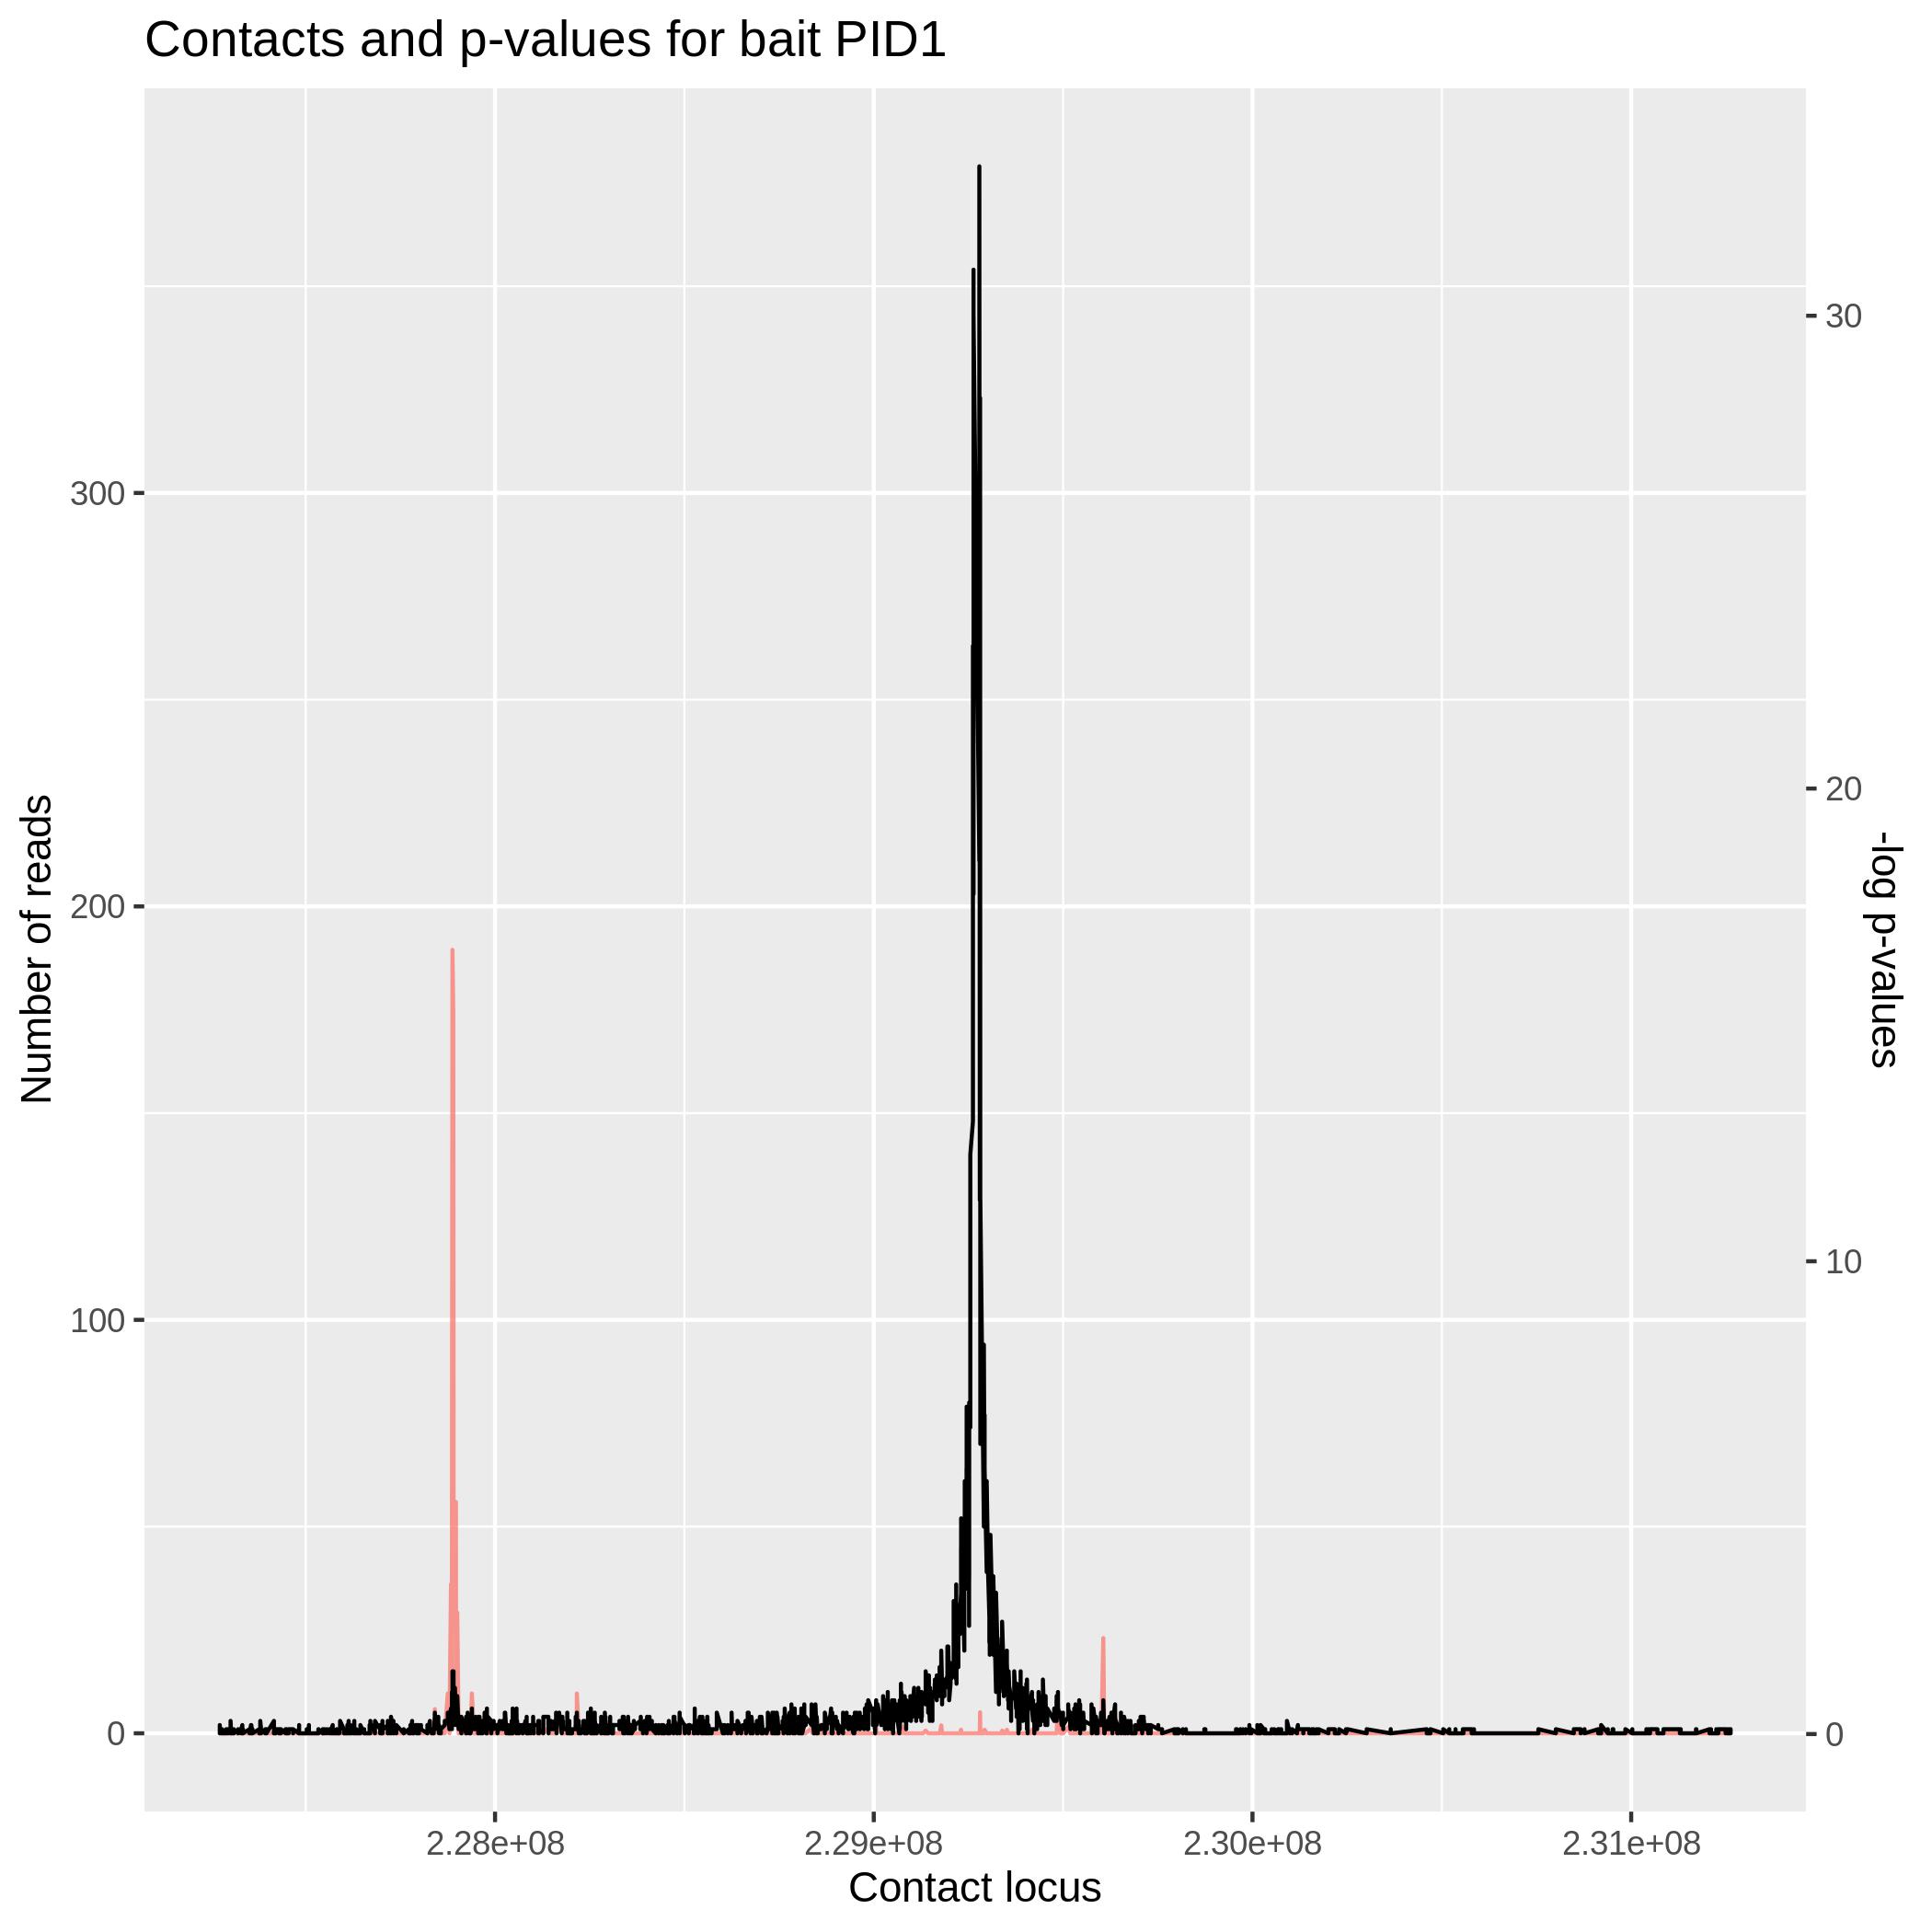 Contacts and p-values for bait PID1
Number of reads
300
200
100
0
30
20
10
0
-log p-values
2.28e+08
2.29e+08
2.30e+08
2.31e+08
Contact locus